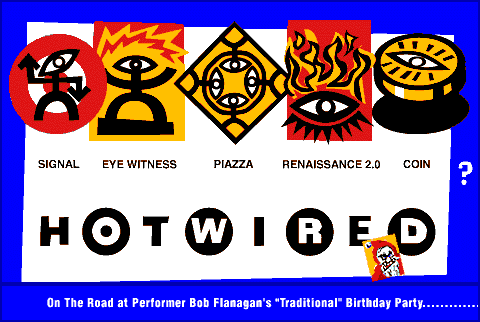 SIGNAL EYE WITNESS PIAZZA RENAISSANCE 2.0 COIN
?
HOTWIRED
On The Road at Performer Bob Flanagan's "Traditional" Birthday Party..............